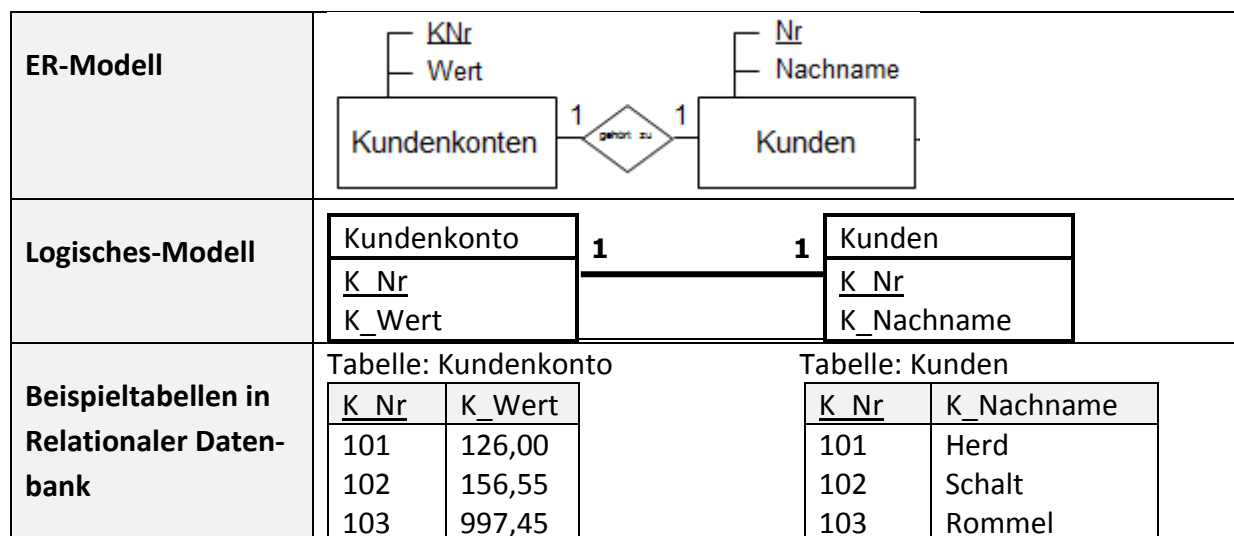 ER-Modell
KNr
Wert
Nr
Nachname
Kundenkonten
1
gehört zu
1
Kunden
Logisches-Modell
Kundenkonto
K_Nr
K_Wert
1
1
Kunden
K_Nr
K_Nachname
Beispieltabellen in
Relationaler Daten-
bank
Tabelle: Kundenkonto
K_Nr K_Wert
101 126,00
102 156,55
103 997,45
Tabelle: Kunden
K_Nr K_Nachname
101 Herd
102 Schalt
103 Rommel